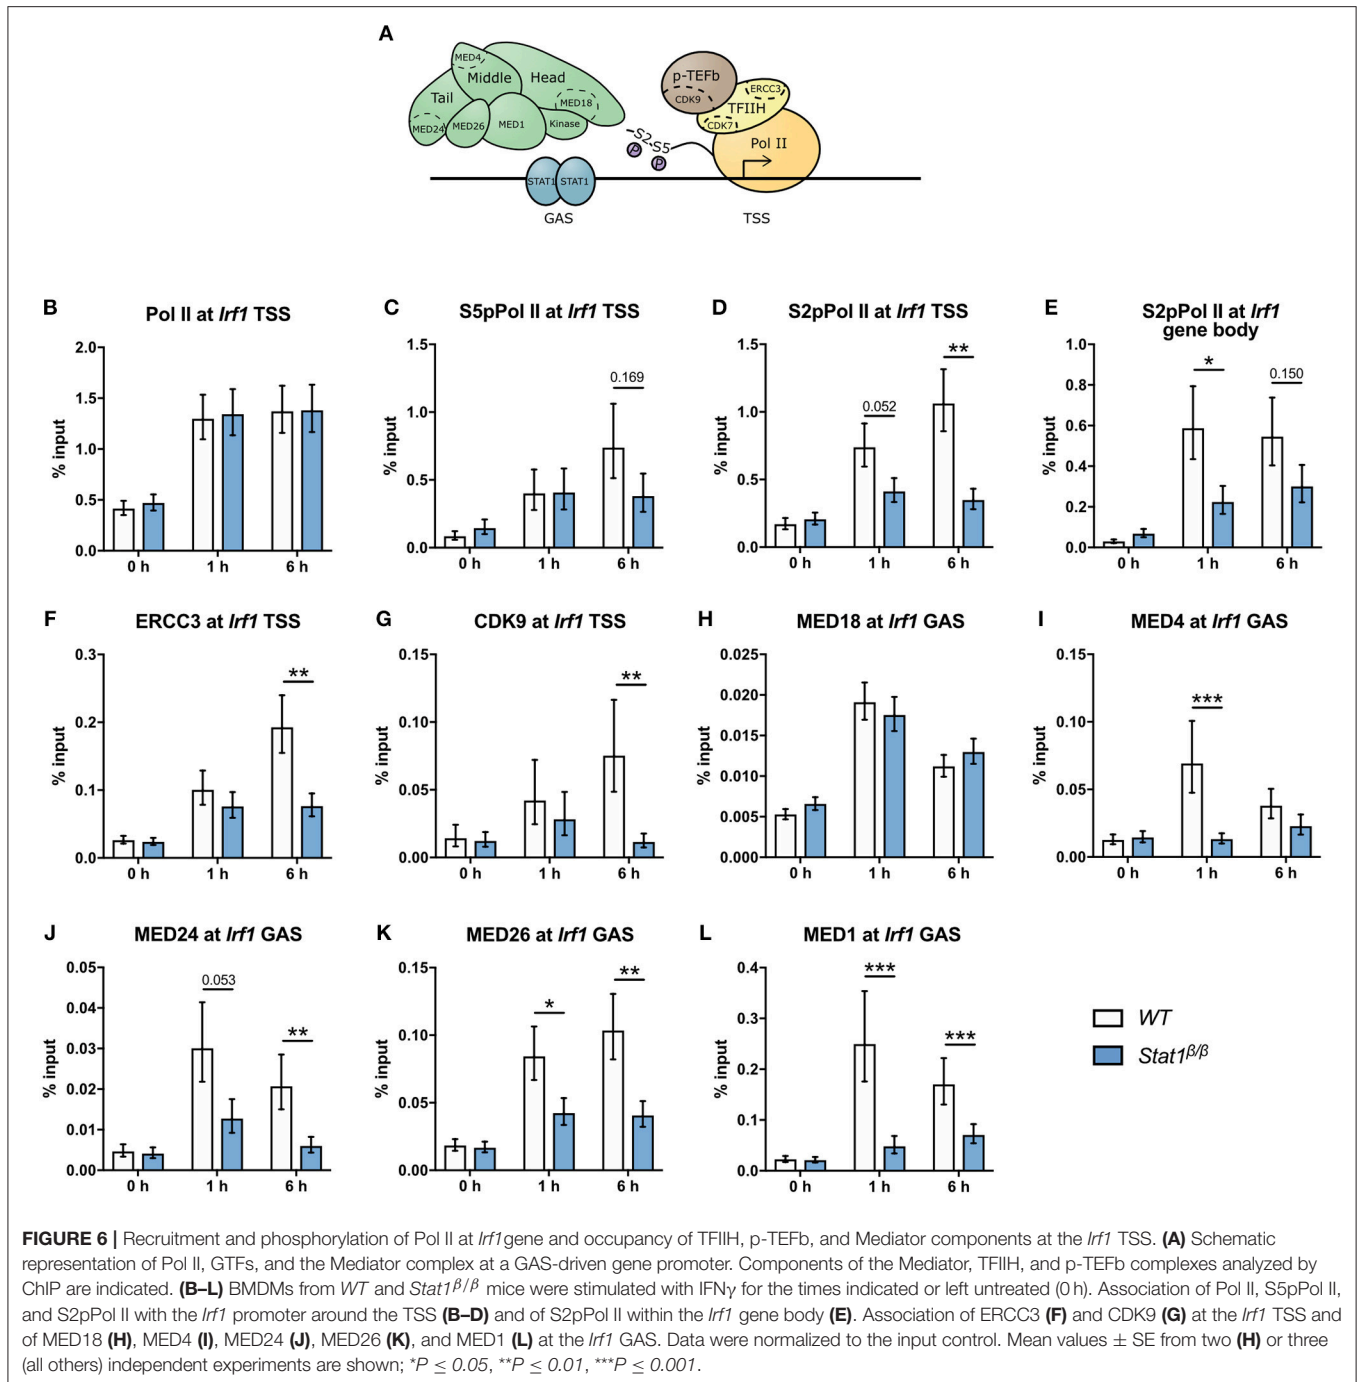 A
MED4
Middle
Head
Tail
MED18
MED24
MED26
MED1
Kinase
p-TEFb
CDK9
ERCC3
TFIIH
CDK7
Pol II
S2
S5
P
P
STAT1
STAT1
GAS
TSS
B
Pol II at Irf1 TSS
% input
2.0
1.5
1.0
0.5
0.0
0 h
1 h
6 h
C
S5pPol II at Irf1 TSS
% input
1.5
1.0
0.5
0.0
0.169
0 h
1 h
6 h
D
S2pPol II at Irf1 TSS
% input
1.5
1.0
0.5
0.0
0.052
**
0 h
1 h
6 h
E
S2pPol II at Irf1
gene body
% input
1.0
0.8
0.6
0.4
0.2
0.0
*
0.150
0 h
1 h
6 h
F
ERCC3 at Irf1 TSS
% input
0.3
0.2
0.1
0.0
**
0 h
1 h
6 h
G
CDK9 at Irf1 TSS
% input
0.15
0.10
0.05
0.00
**
0 h
1 h
6 h
H
MED18 at Irf1 GAS
% input
0.025
0.020
0.015
0.010
0.005
0.000
0 h
1 h
6 h
I
MED4 at Irf1 GAS
% input
0.15
0.10
0.05
0.00
***
0 h
1 h
6 h
J
MED24 at Irf1 GAS
% input
0.05
0.04
0.03
0.02
0.01
0.00
0.053
**
0 h
1 h
6 h
K
MED26 at Irf1 GAS
% input
0.15
0.10
0.05
0.00
*
**
0 h
1 h
6 h
L
MED1 at Irf1 GAS
% input
0.4
0.3
0.2
0.1
0.0
***
***
0 h
1 h
6 h
WT
Stat1β/β
FIGURE 6 | Recruitment and phosphorylation of Pol II at Irf1gene and occupancy of TFIIH, p-TEFb, and Mediator components at the Irf1 TSS. (A) Schematic
representation of Pol II, GTFs, and the Mediator complex at a GAS-driven gene promoter. Components of the Mediator, TFIIH, and p-TEFb complexes analyzed by
ChIP are indicated. (B–L) BMDMs from WT and Stat1β/β mice were stimulated with IFNγ for the times indicated or left untreated (0 h). Association of Pol II, S5pPol II,
and S2pPol II with the Irf1 promoter around the TSS (B–D) and of S2pPol II within the Irf1 gene body (E). Association of ERCC3 (F) and CDK9 (G) at the Irf1 TSS and
of MED18 (H), MED4 (I), MED24 (J), MED26 (K), and MED1 (L) at the Irf1 GAS. Data were normalized to the input control. Mean values ± SE from two (H) or three
(all others) independent experiments are shown; *P ≤ 0.05, **P ≤ 0.01, ***P ≤ 0.001.